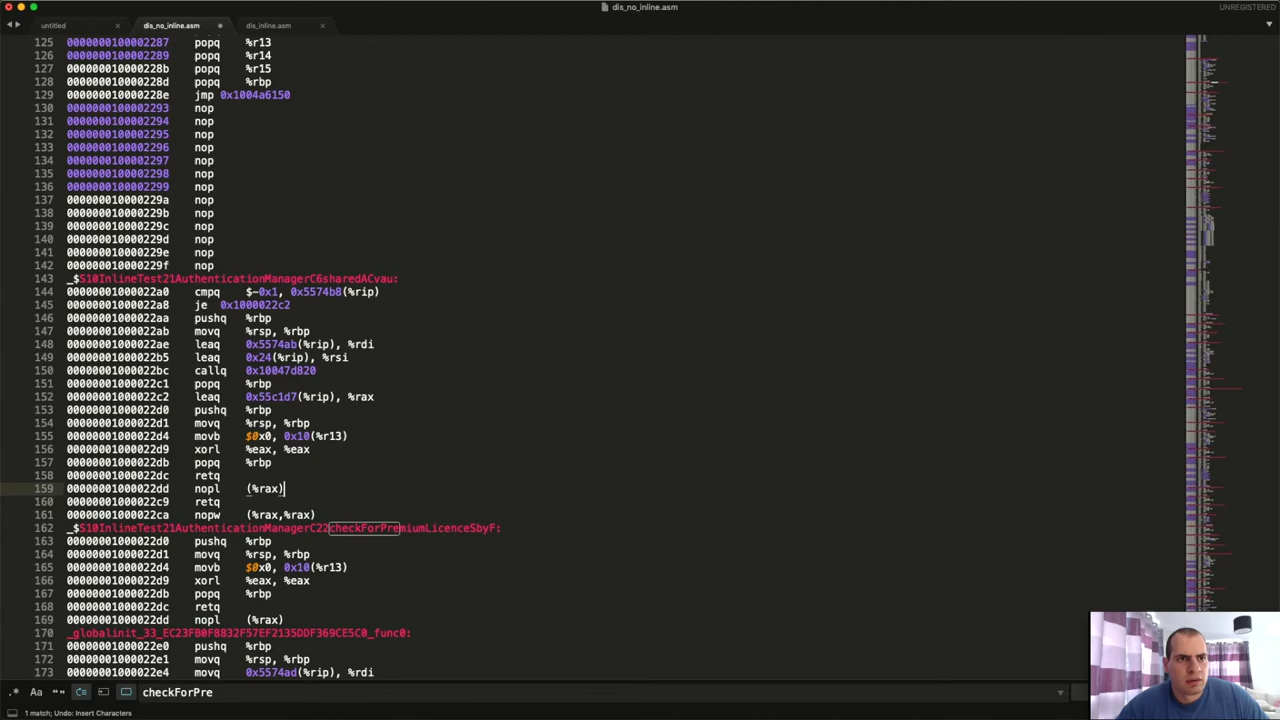 dis_no_inline.asm
UNREGISTERED
untitled × dis_no_inline.asm dis_inline.asm ×
125 0000000100002287 popq %r13
126 0000000100002289 popq %r14
127 000000010000228b popq %r15
128 000000010000228d popq %rbp
129 000000010000228e jmp 0x1004a6150
130 0000000100002293 nop
131 0000000100002294 nop
132 0000000100002295 nop
133 0000000100002296 nop
134 0000000100002297 nop
135 0000000100002298 nop
136 0000000100002299 nop
137 000000010000229a nop
138 000000010000229b nop
139 000000010000229c nop
140 000000010000229d nop
141 000000010000229e nop
142 000000010000229f nop
143 _$S10InlineTest21AuthenticationManagerC6sharedACvau:
144 00000001000022a0 cmpq $-0x1, 0x5574b8(%rip)
145 00000001000022a8 je 0x1000022c2
146 00000001000022aa pushq %rbp
147 00000001000022ab movq %rsp, %rbp
148 00000001000022ae leaq 0x5574ab(%rip), %rdi
149 00000001000022b5 leaq 0x24(%rip), %rsi
150 00000001000022bc callq 0x10047d820
151 00000001000022c1 popq %rbp
152 00000001000022c2 leaq 0x55c1d7(%rip), %rax
153 00000001000022d0 pushq %rbp
154 00000001000022d1 movq %rsp, %rbp
155 00000001000022d4 movb $0x0, 0x10(%r13)
156 00000001000022d9 xorl %eax, %eax
157 00000001000022db popq %rbp
158 00000001000022dc retq
159 00000001000022dd nopl (%rax)
160 00000001000022c9 retq
161 00000001000022ca nopw (%rax,%rax)
162 _$S10InlineTest21AuthenticationManagerC22checkForPremiumLicenceSbyF:
163 00000001000022d0 pushq %rbp
164 00000001000022d1 movq %rsp, %rbp
165 00000001000022d4 movb $0x0, 0x10(%r13)
166 00000001000022d9 xorl %eax, %eax
167 00000001000022db popq %rbp
168 00000001000022dc retq
169 00000001000022dd nopl (%rax)
170 _globalinit_33_EC23FB0F8832F57EF2135DDF369CE5C0_func0:
171 00000001000022e0 pushq %rbp
172 00000001000022e1 movq %rsp, %rbp
173 00000001000022e4 movq 0x5574ad(%rip), %rdi
.* Aa “” checkForPre
1 match; Undo: Insert Characters